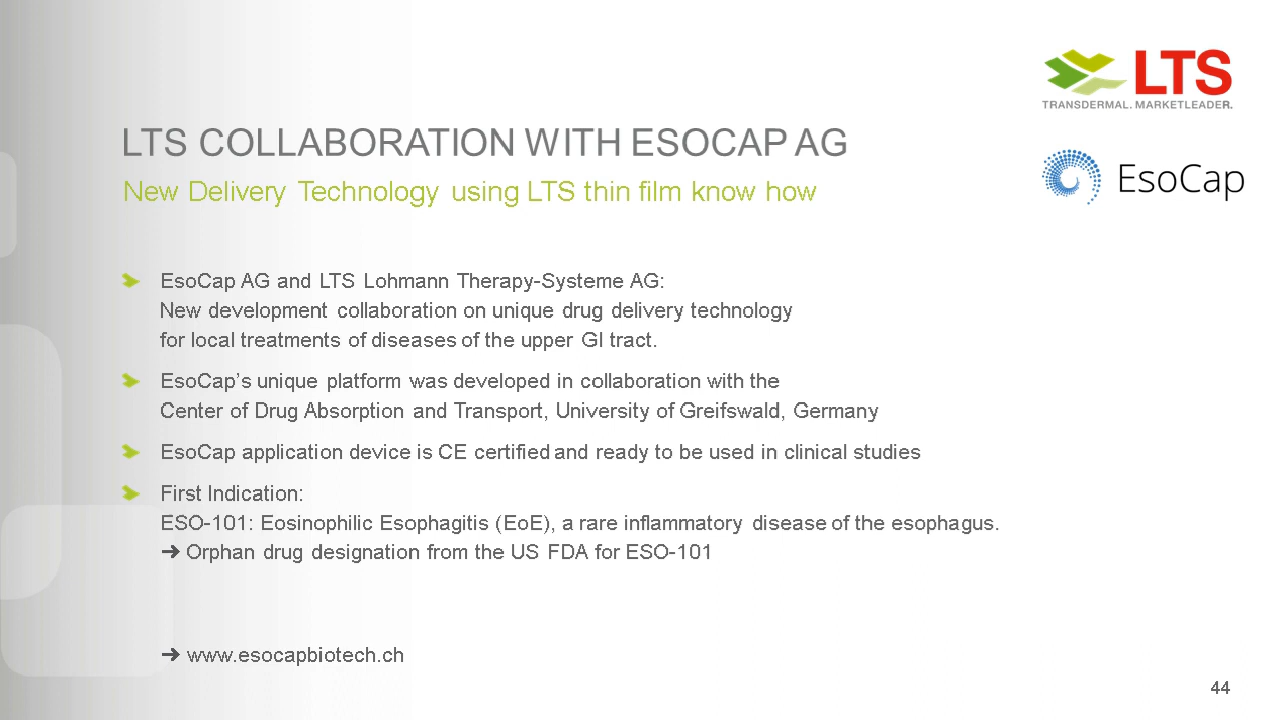 LTS
TRANSDERMAL. MARKETLEADER.
LTS COLLABORATION WITH ESOCAP AG
EsoCap
New Delivery Technology using LTS thin film know how
EsoCap AG and LTS Lohmann Therapy-Systeme AG:
New development collaboration on unique drug delivery technology
for local treatments of diseases of the upper GI tract.
EsoCap’s unique platform was developed in collaboration with the
Center of Drug Absorption and Transport, University of Greifswald, Germany
EsoCap application device is CE certified and ready to be used in clinical studies
First Indication:
ESO-101: Eosinophilic Esophagitis (EoE), a rare inflammatory disease of the esophagus.
➜ Orphan drug designation from the US FDA for ESO-101
➜ www.esocapbiotech.ch
44